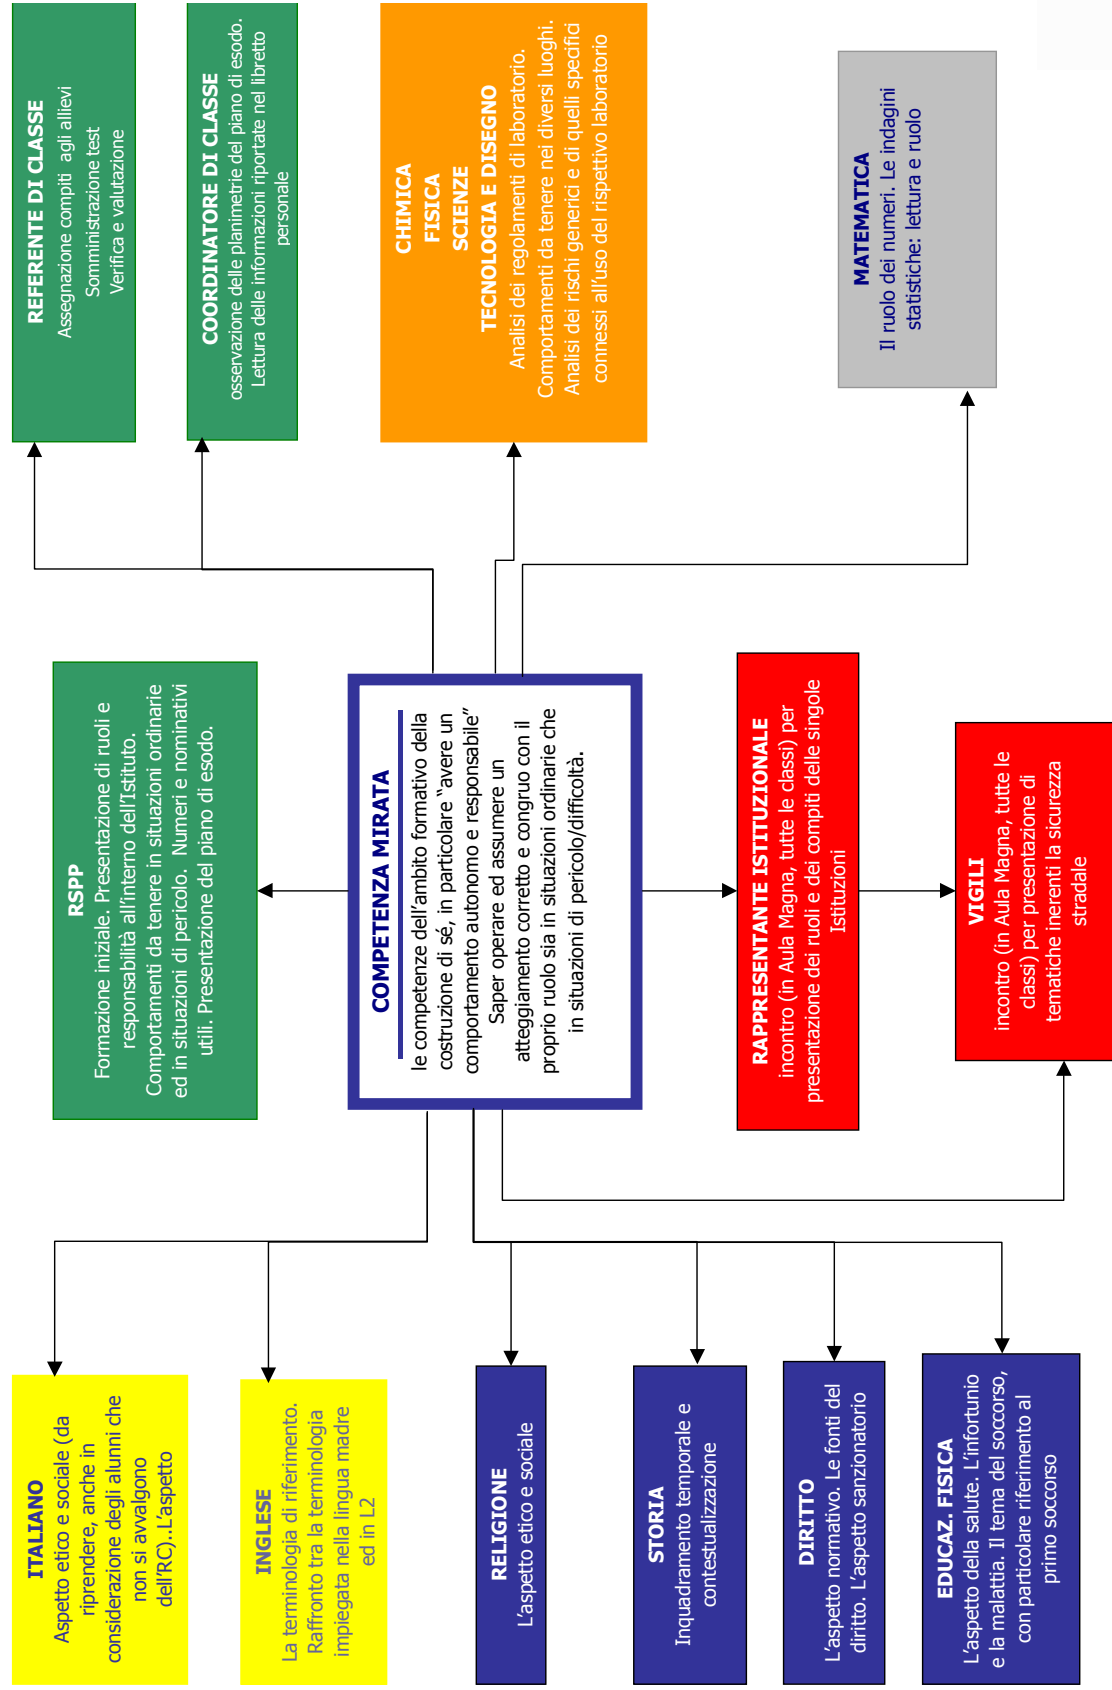 ITALIANO
Aspetto etico e sociale (da
riprendere, anche in
considerazione degli alunni che
non si avvalgono
dell'RC)..L'aspetto
INGLESE
La terminologia di riferimento.
Raffronto tra la terminologia
impiegata nella lingua madre
ed in L2
RELIGIONE
L'aspetto etico e sociale
STORIA
Inquadramento temporale e
contestualizzazione
DIRITTO
L'aspetto normativo. Le fonti del
diritto. L'aspetto sanzionatorio
EDUCAZ. FISICA
L'aspetto della salute. L'infortunio
e la malattia. Il tema del soccorso,
con particolare riferimento al
primo soccorso
RSPP
Formazione iniziale. Presentazione di ruoli e
responsabilità all'interno dell'Istituto.
Comportamenti da tenere in situazioni ordinarie
ed in situazioni di pericolo. Numeri e nominativi
utili. Presentazione del piano di esodo.
COMPETENZA MIRATA
le competenze dell'ambito formativo della
costruzione di sé, in particolare "avere un
comportamento autonomo e responsabile"
Saper operare ed assumere un
atteggiamento corretto e congruo con il
proprio ruolo sia in situazioni ordinarie che
in situazioni di pericolo/difficoltà.
RAPPRESENTANTE ISTITUZIONALE
incontro (in Aula Magna, tutte le classi) per
presentazione dei ruoli e dei compiti delle singole
Istituzioni
VIGILI
incontro (in Aula Magna, tutte le
classi) per presentazione di
tematiche inerenti la sicurezza
stradale
REFERENTE DI CLASSE
Assegnazione compiti agli allievi
Somministrazione test
Verifica e valutazione
COORDINATORE DI CLASSE
osservazione delle planimetrie del piano di esodo.
Lettura delle informazioni riportate nel libretto
personale
CHIMICA
FISICA
SCIENZE
TECNOLOGIA E DISEGNO
Analisi dei regolamenti di laboratorio.
Comportamenti da tenere nei diversi luoghi.
Analisi dei rischi generici e di quelli specifici
connessi all'uso del rispettivo laboratorio
MATEMATICA
Il ruolo dei numeri. Le indagini
statistiche: lettura e ruolo